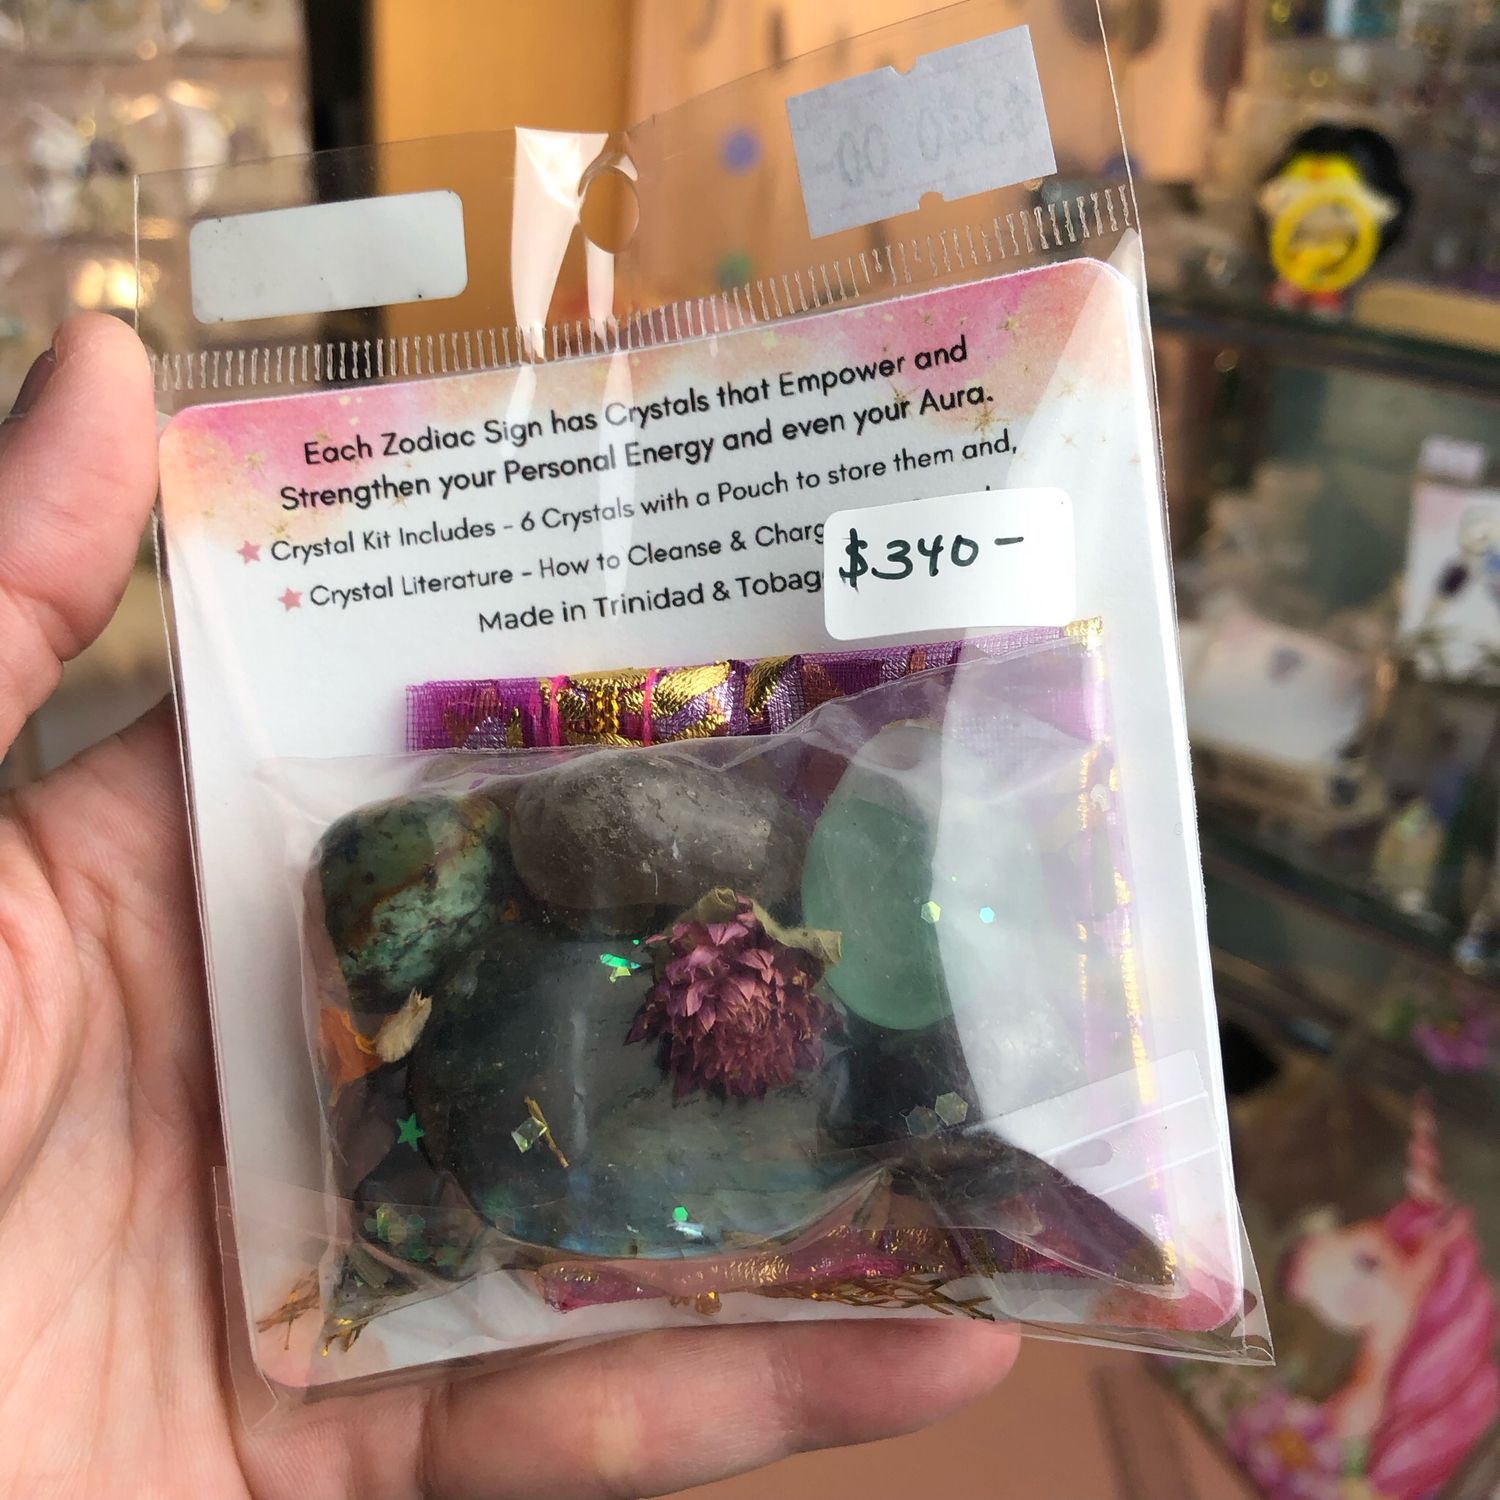 Each Zodiac Sign has Crystals that Empower and
Strengthen your Personal Energy and even your Aura.
Crystal Kit Includes - 6 Crystals with a Pouch to store them and,
Crystal Literature - How to Cleanse & Charg
Made in Trinidad & Tobag
$340-